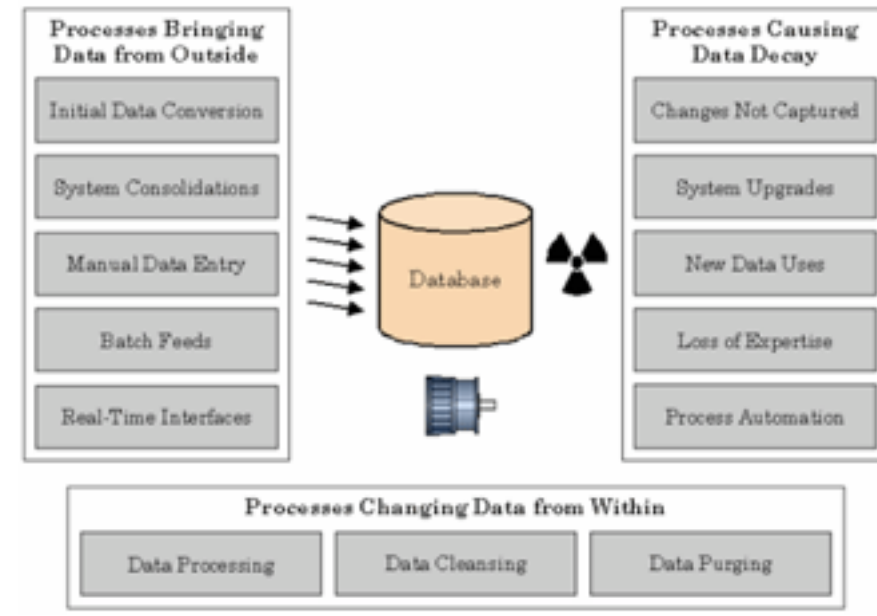 Processes Bringing
Data from Outside
Initial Data Conversion
System Consolidations
Manual Data Entry
Batch Feeds
Real-Time Interfaces
Database
Processes Causing
Data Decay
Changes Not Captured
System Upgrades
New Data Uses
Loss of Expertise
Process Automation
Processes Changing Data from Within
Data Processing
Data Cleansing
Data Purging